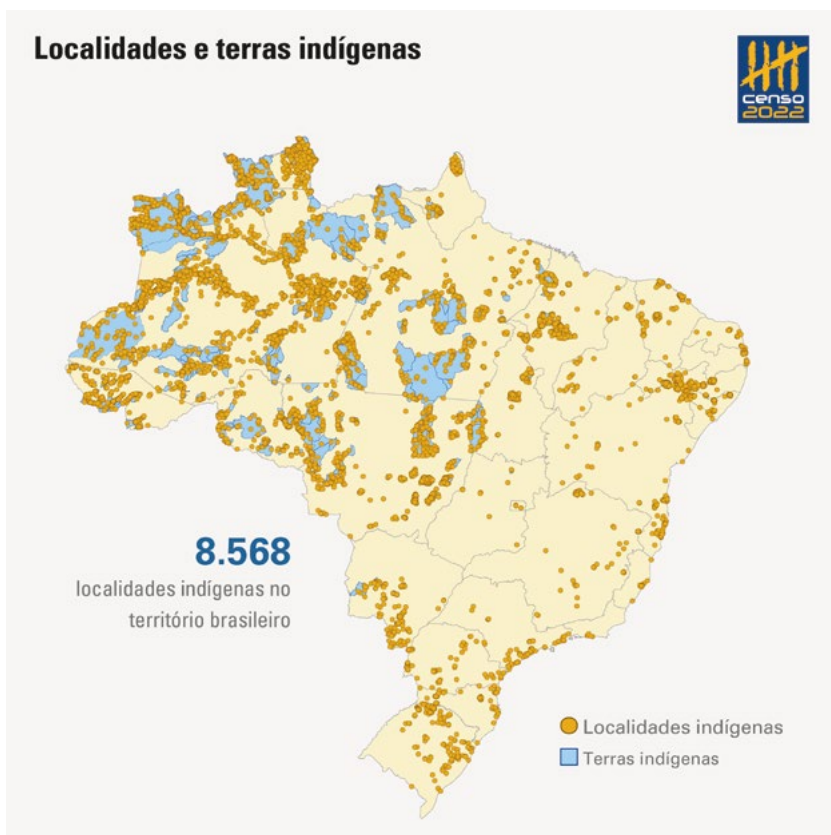 Localidades e terras indígenas
censo
2022
8.568
localidades indígenas no
território brasileiro
Localidades indígenas
Terras indígenas